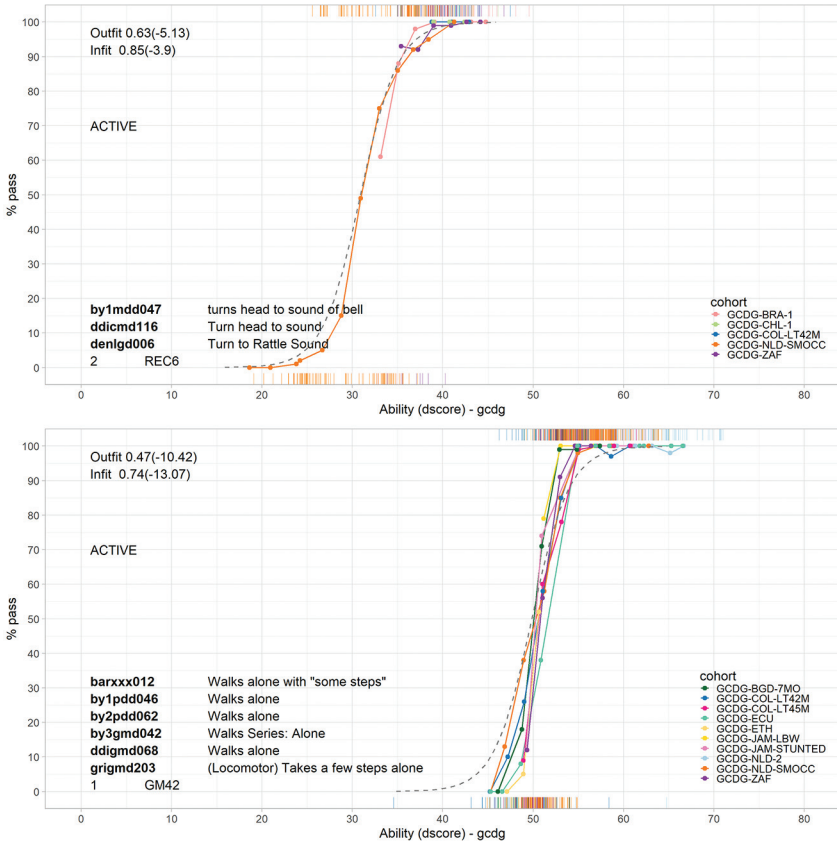 Outfit 0.63(-5.13)
Infit 0.85(-3.9)
ACTIVE
% pass
100
90
80
70
60
50
40
30
20
10
0
by1mdd047 turns head to sound of bell
ddicmd116 Turn head to sound
denlgd006 Turn to Rattle Sound
2 REC6
cohort
GCDG-BRA-1
GCDG-CHL-1
GCDG-COL-LT42M
GCDG-NLD-SMOCC
GCDG-ZAF
0 10 20 30 40 50 60 70 80
Ability (dscore) - gcdg
Outfit 0.47(-10.42)
Infit 0.74(-13.07)
ACTIVE
% pass
100
90
80
70
60
50
40
30
20
10
0
barxxx012 Walks alone with "some steps"
by1pdd046 Walks alone
by2pdd062 Walks alone
by3gmd042 Walks Series: Alone
ddigmd068 Walks alone
grigmd203 (Locomotor) Takes a few steps alone
1 GM42
cohort
GCDG-BGD-7MO
GCDG-COL-LT42M
GCDG-COL-LT45M
GCDG-ECU
GCDG-ETH
GCDG-JAM-LBW
GCDG-JAM-STUNTED
GCDG-NLD-2
GCDG-NLD-SMOCC
GCDG-ZAF
0 10 20 30 40 50 60 70 80
Ability (dscore) - gcdg